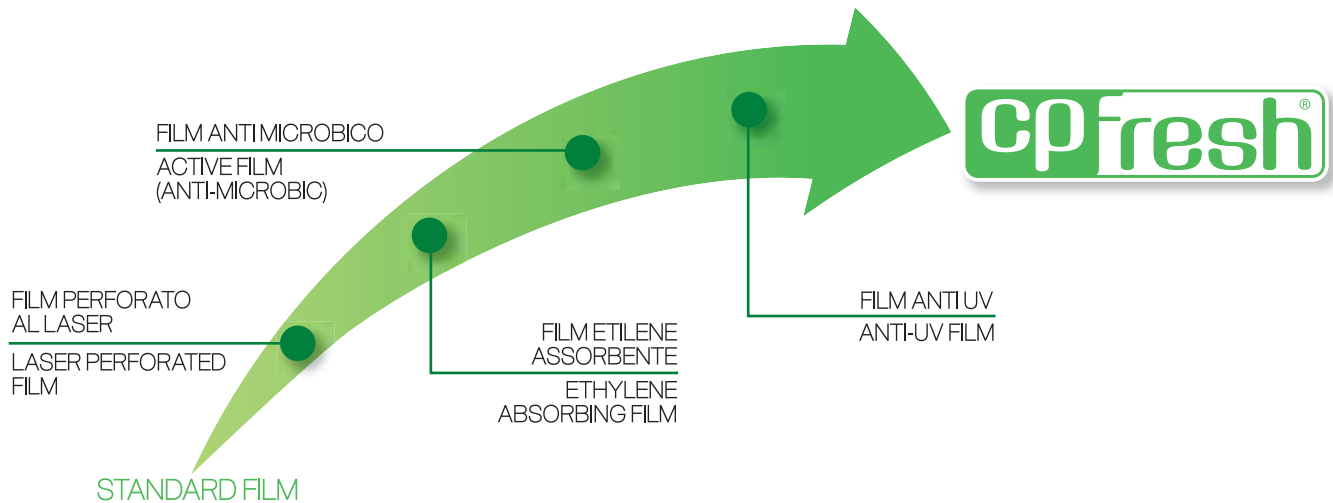 FILM ANTI MICROBICO
ACTIVE FILM
(ANTI-MICROBIC)
cpfresh®
FILM PERFORATO
AL LASER
LASER PERFORATED
FILM
FILM ETILENE
ASSORBENTE
ETHYLENE
ABSORBING FILM
FILM ANTI UV
ANTI-UV FILM
STANDARD FILM